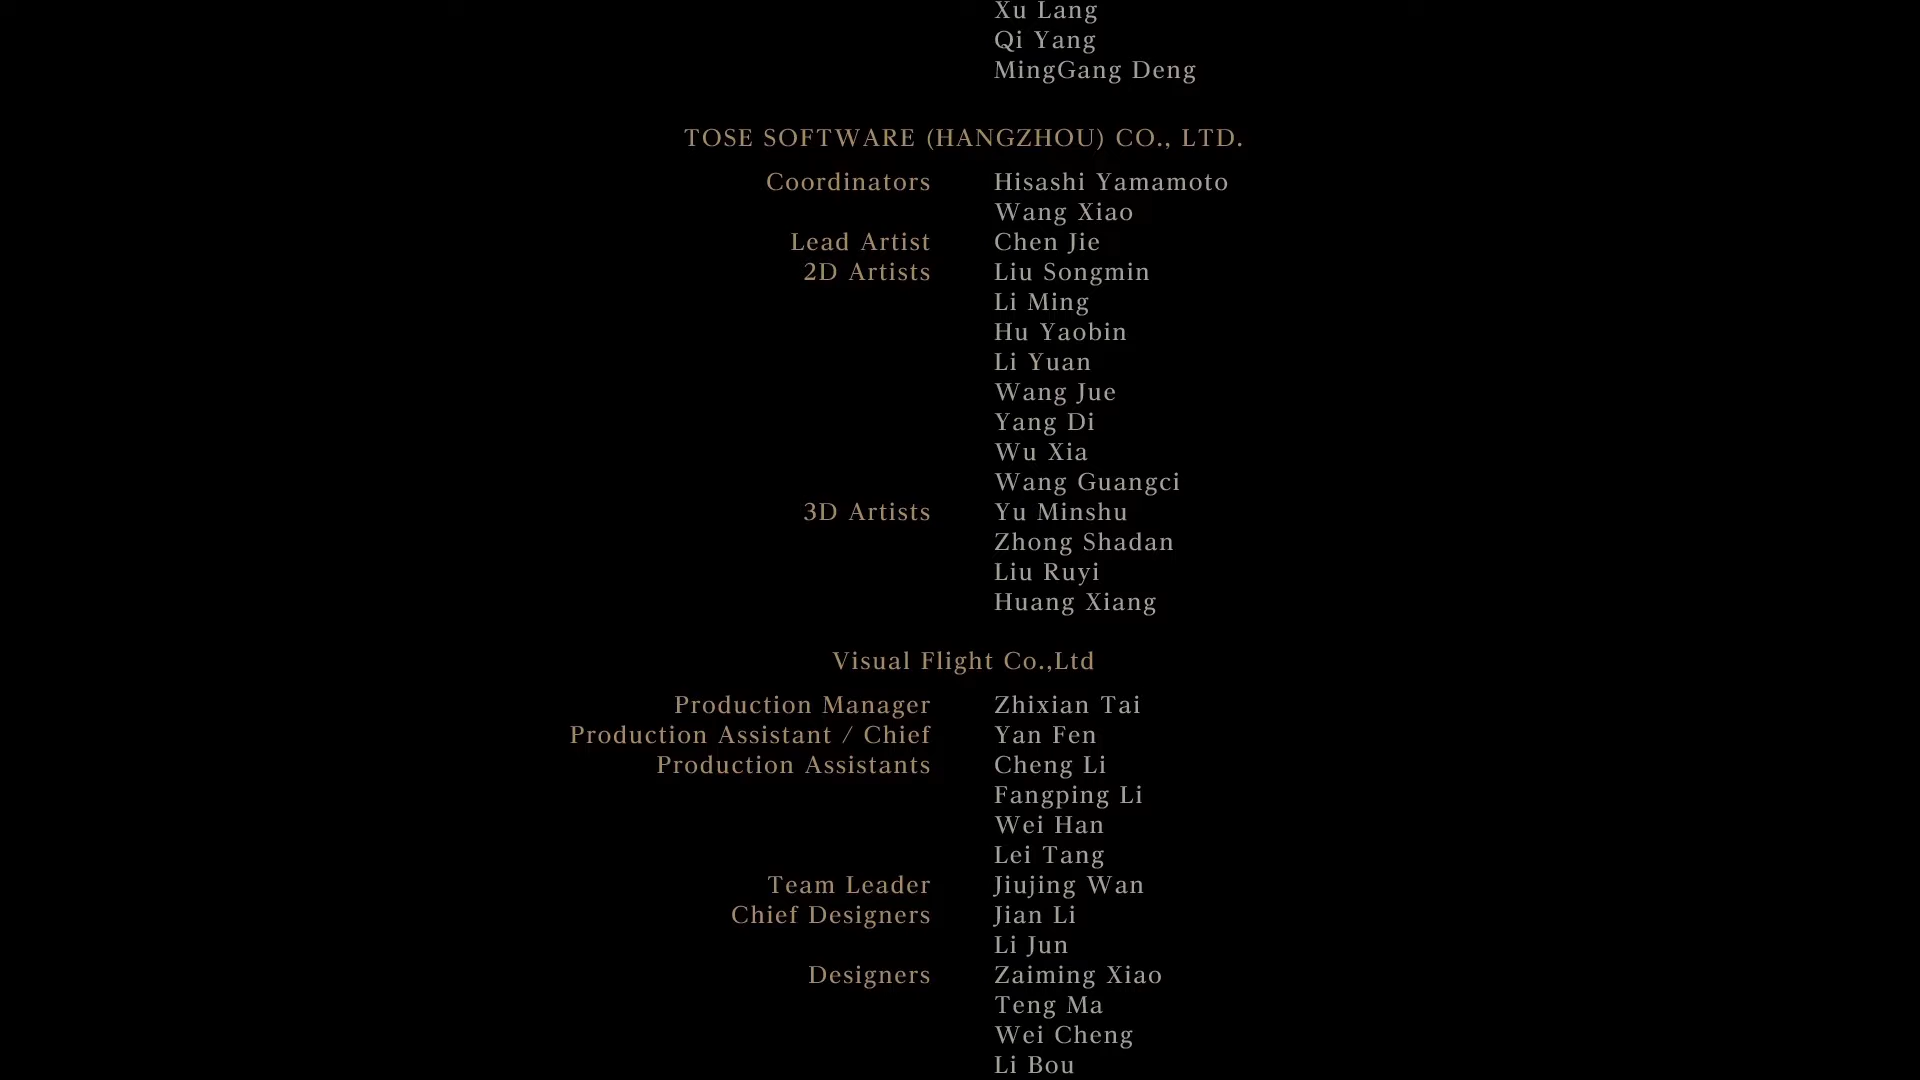 Xu Lang
Qi Yang
MingGang Deng
TOSE SOFTWARE (HANGZHOU) CO., LTD.
Coordinators Hisashi Yamamoto
Wang Xiao
Lead Artist Chen Jie
2D Artists Liu Songmin
Li Ming
Hu Yaobin
Li Yuan
Wang Jue
Yang Di
Wu Xia
Wang Guangci
3D Artists Yu Minshu
Zhong Shadan
Liu Ruyi
Huang Xiang
Visual Flight Co.,Ltd
Production Manager Zhixian Tai
Production Assistant / Chief Yan Fen
Production Assistants Cheng Li
Fangping Li
Wei Han
Lei Tang
Team Leader Jiujing Wan
Chief Designers Jian Li
Li Jun
Designers Zaiming Xiao
Teng Ma
Wei Cheng
Li Bou